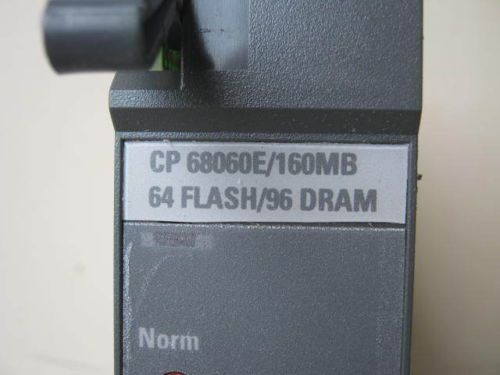 CP 68060E/160MB
64 FLASH/96 DRAM
Norm